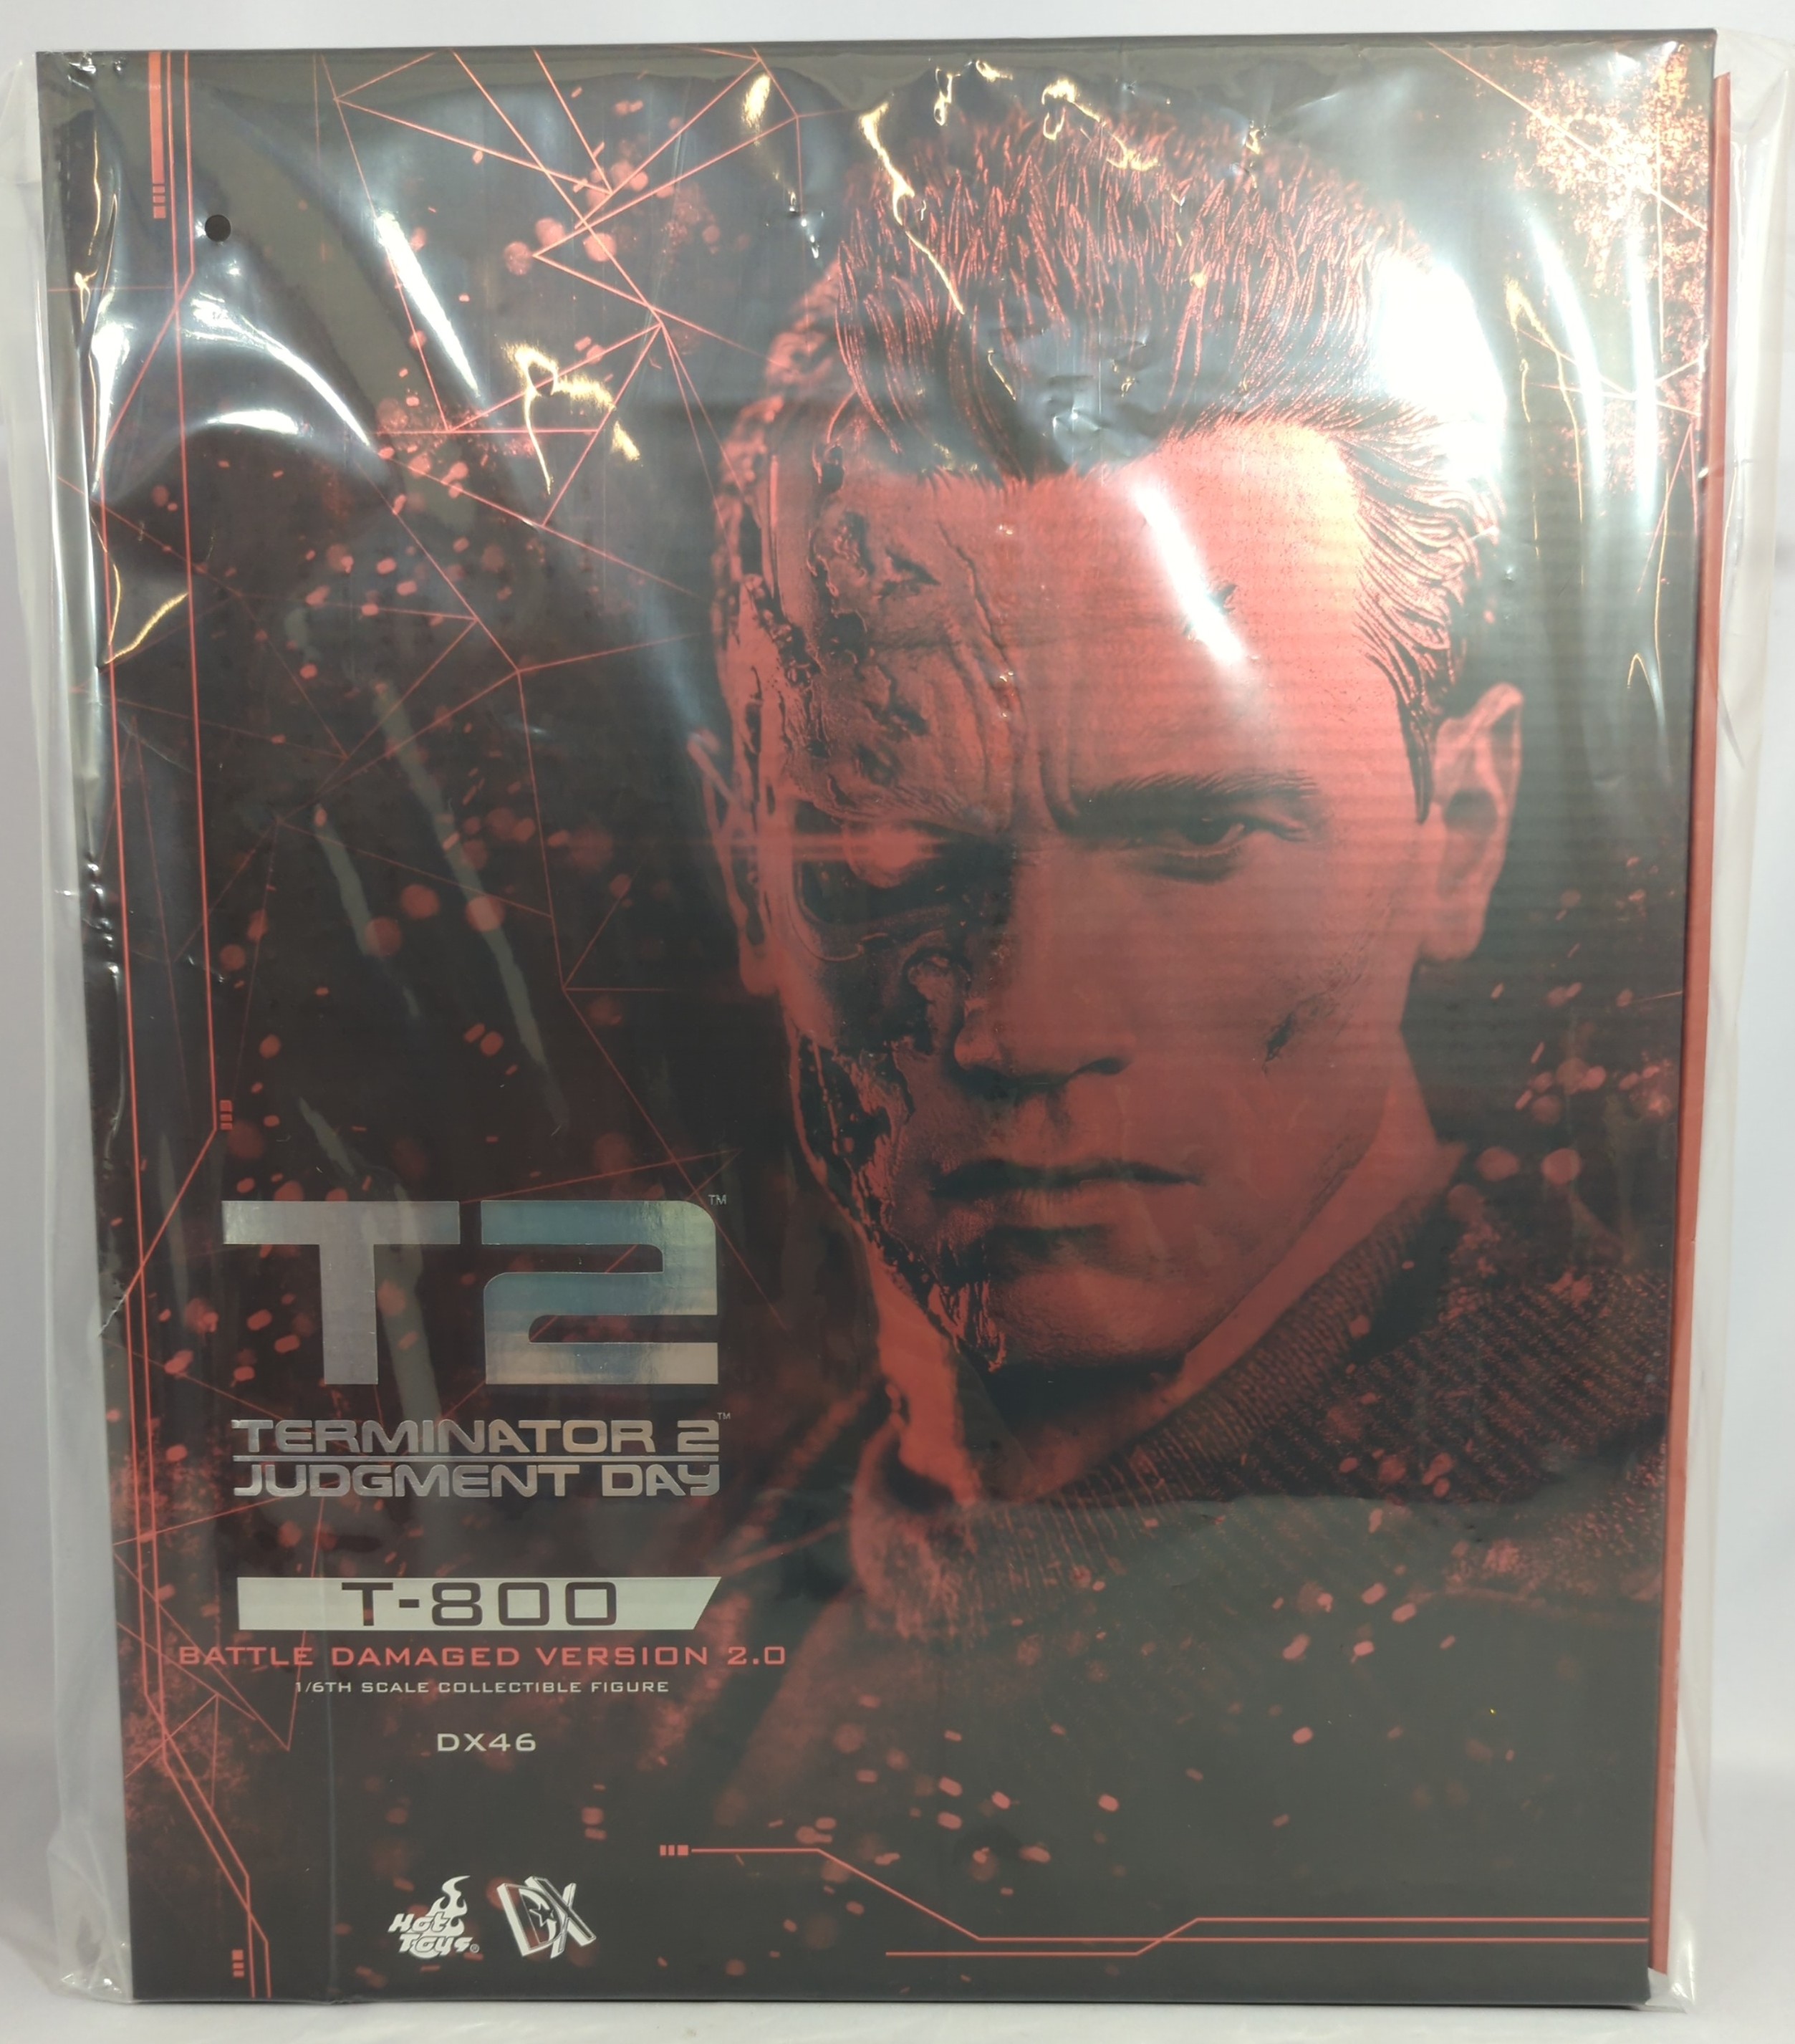 T2™
TERMINATOR 2™
JUDGMENT DAY
T-800
BATTLE DAMAGED VERSION 2.0
1/6TH SCALE COLLECTIBLE FIGURE
DX46
Hot Toys® DX